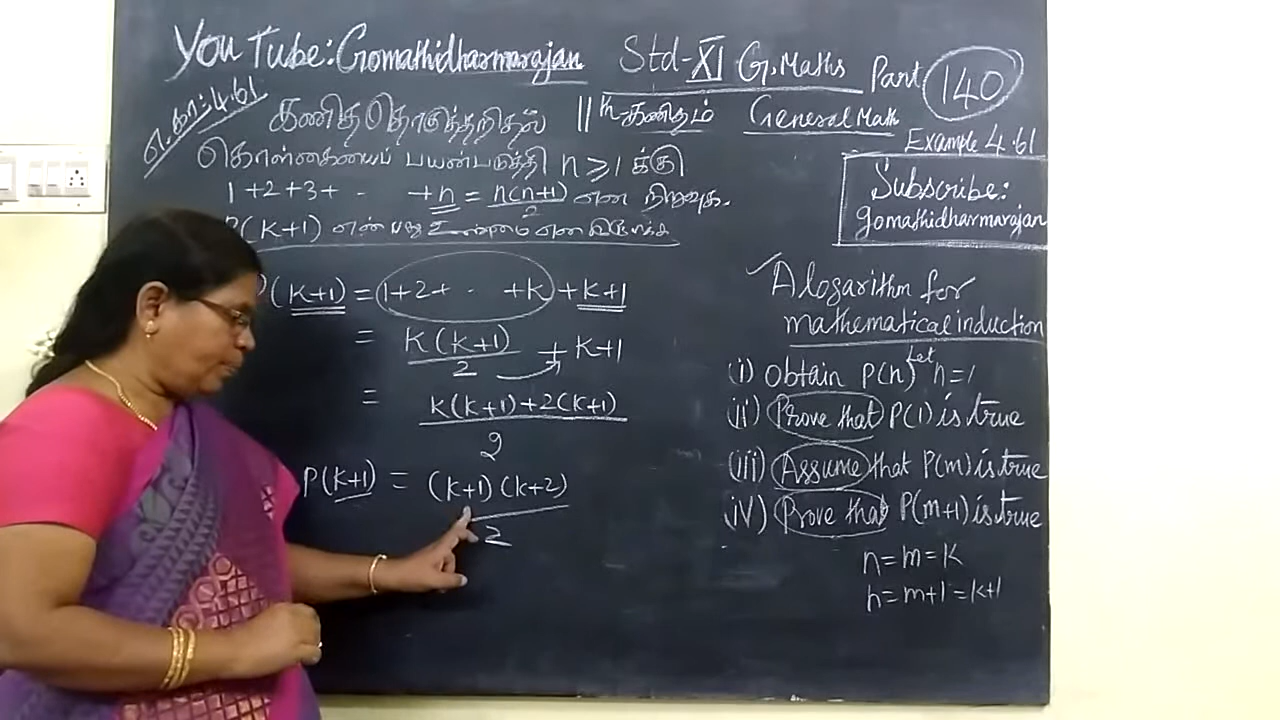 YouTube: Gomathidharmarajan Std-XI G.Maths Part 140
எ.கா: 4.61 கணித தொகுத்தறிதல் 11th-கணிதம் General Math
Example 4.61
கொள்கையைப் பயன்படுத்தி n ≥ 1 க்கு
1+2+3+ . . +n = n(n+1)/2 என நிறுவுக.
P(K+1) என்பது உண்மை என
Subscribe:
gomathidharmarajan
P(K+1) = 1+2+ . . +K + K+1
= K(K+1)/2 + K+1
= K(K+1)+2(K+1)/2
P(K+1) = (K+1)(K+2)/2
Alogarithm for
mathematical induction
(i) Obtain P(n) let n=1
(ii) Prove that P(1) is true
(iii) Assume that P(m) is true
(iv) Prove that P(m+1) is true
n=m=K
n=m+1=K+1